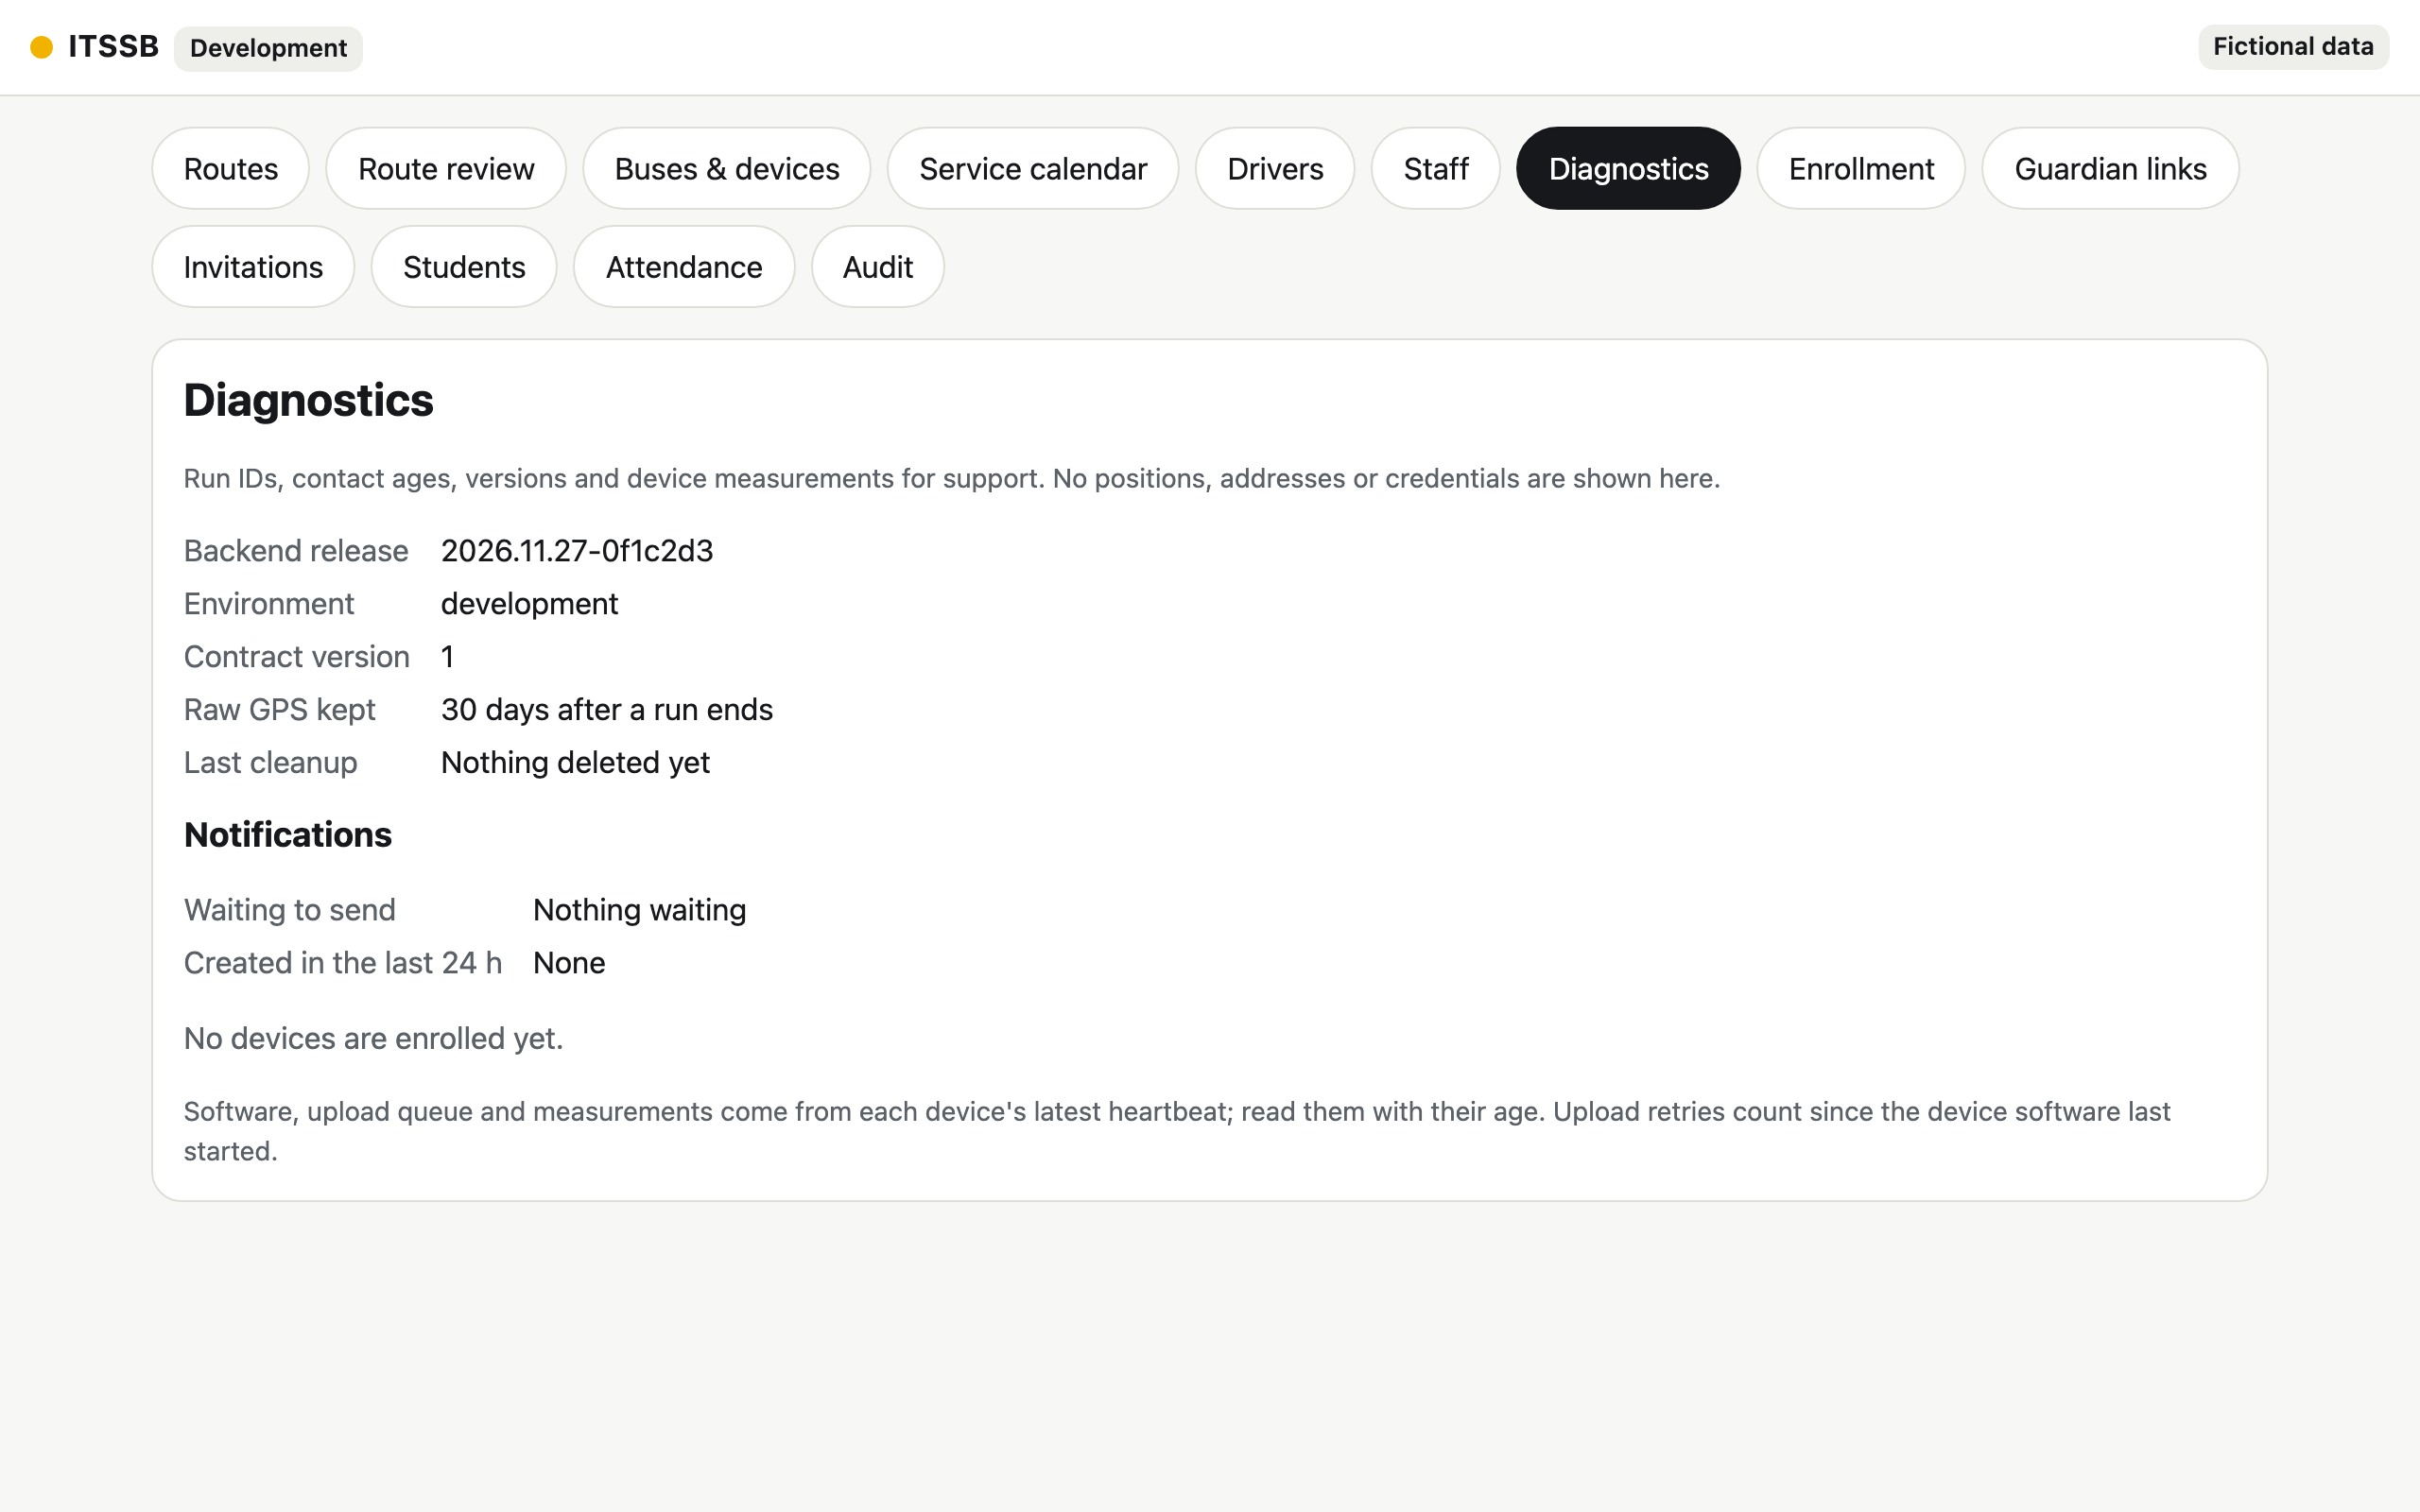 ITSSB Development Fictional data
Routes Route review Buses & devices Service calendar Drivers Staff Diagnostics Enrollment Guardian links
Invitations Students Attendance Audit
Diagnostics
Run IDs, contact ages, versions and device measurements for support. No positions, addresses or credentials are shown here.
Backend release 2026.11.27-0f1c2d3
Environment development
Contract version 1
Raw GPS kept 30 days after a run ends
Last cleanup Nothing deleted yet
Notifications
Waiting to send Nothing waiting
Created in the last 24 h None
No devices are enrolled yet.
Software, upload queue and measurements come from each device's latest heartbeat; read them with their age. Upload retries count since the device software last
started.